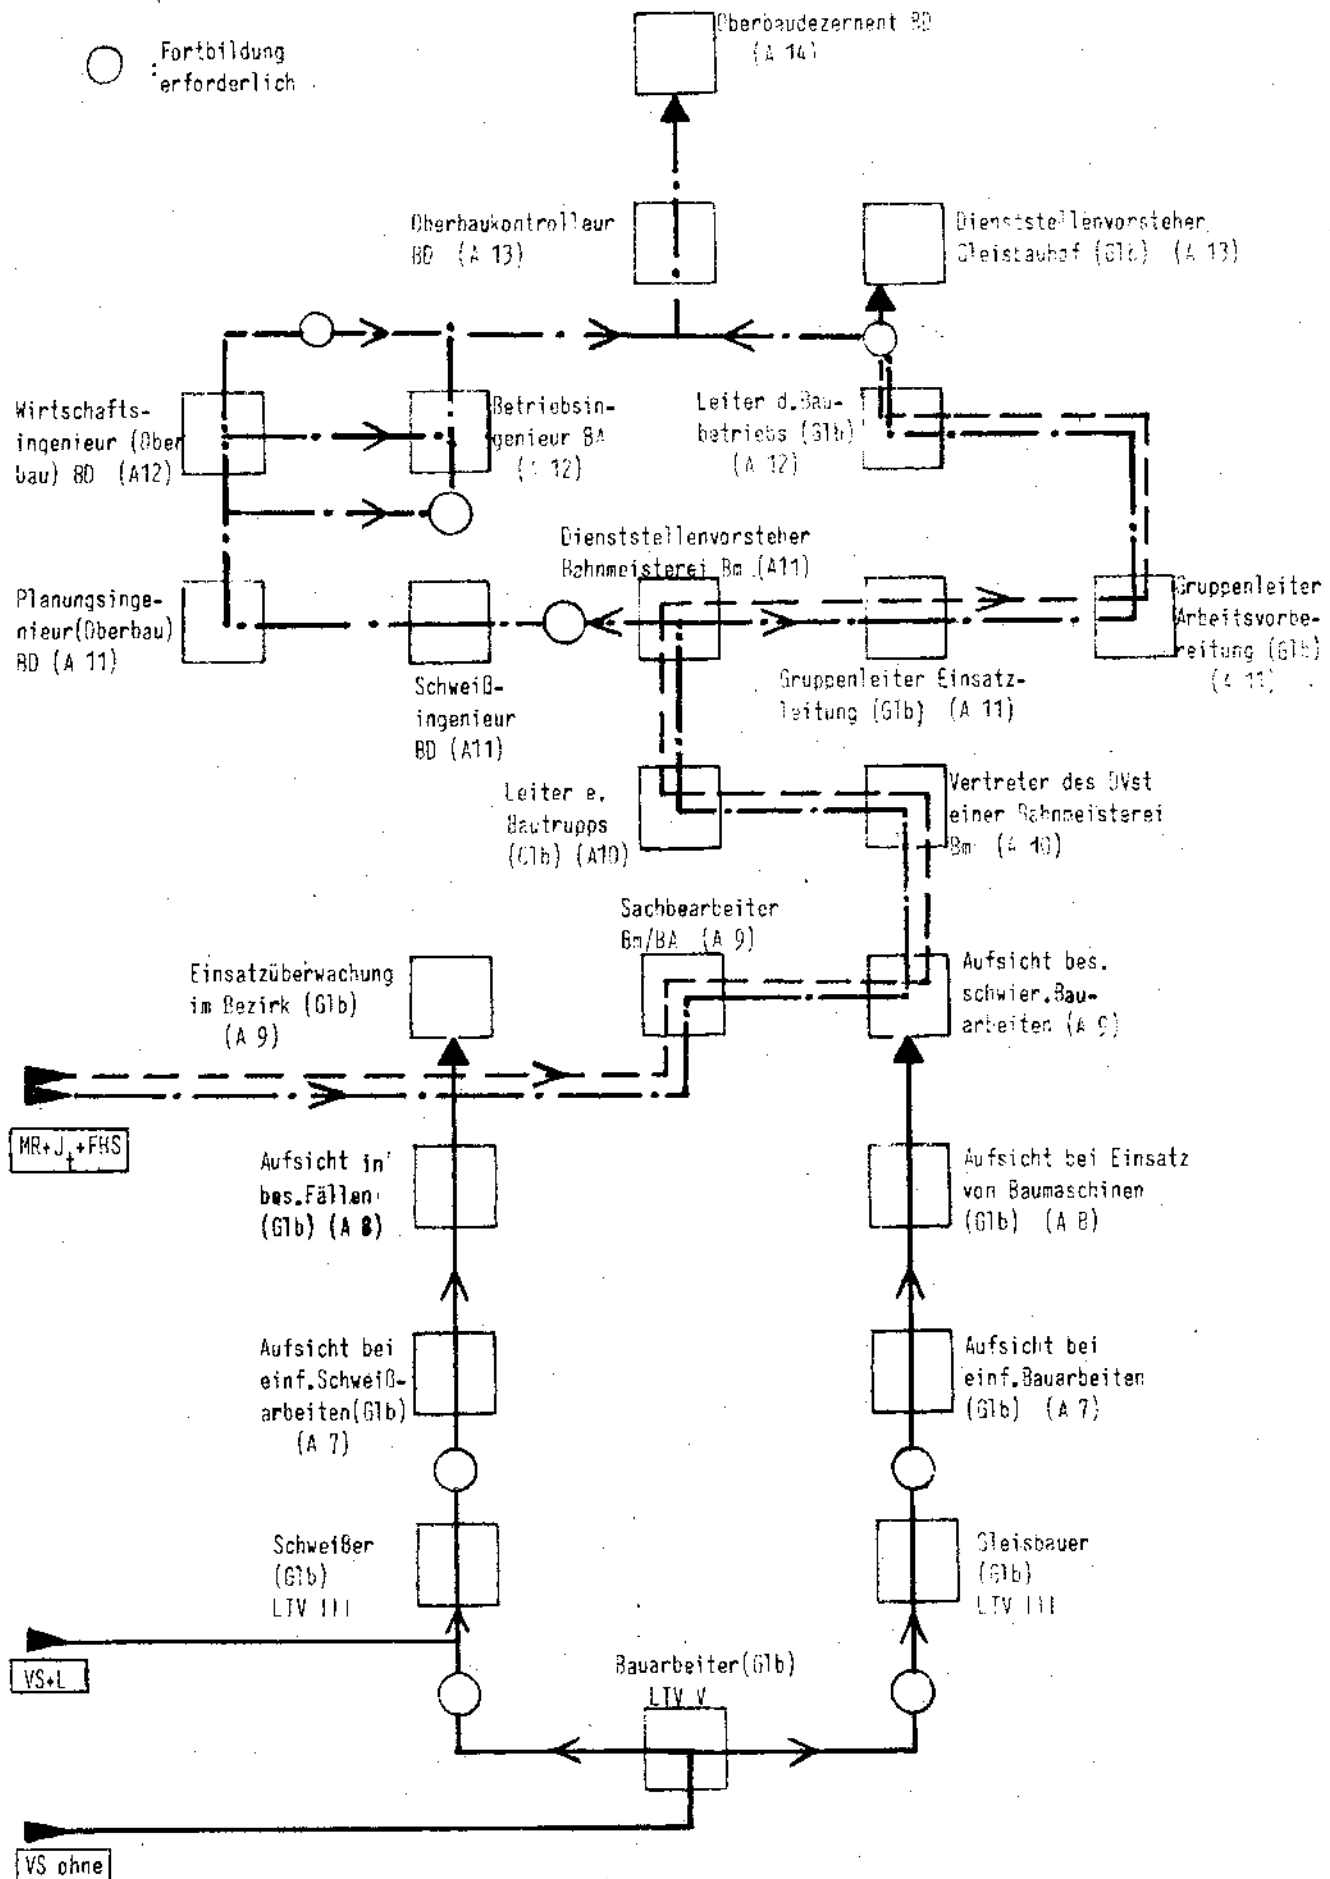 Oberbaudezernent BD
(A 14)
: Fortbildung
erforderlich
Oberbaukontrolleur
BD (A 13)
Dienststellenvorsteher
Gleisbauhof (Glb) (A 13)
Wirtschafts-
ingenieur (Ober
bau) BD (A12)
Betriebsin-
genieur BA
(A 12)
Leiter d.Bau-
betriebs (Glb)
(A 12)
Dienststellenvorsteher
Bahnmeisterei Bm (A11)
Planungsinge-
nieur(Oberbau)
BD (A 11)
Schweiß-
ingenieur
BD (A11)
Gruppenleiter Einsatz-
leitung (Glb) (A 11)
Gruppenleiter
Arbeitsvorbe-
reitung (Glb)
(A 11)
Leiter e.
Bautrupps
(Glb) (A10)
Vertreter des DVst
einer Bahnmeisterei
Bm (A 10)
Sachbearbeiter
Bm/BA (A 9)
Einsatzüberwachung
im Bezirk (Glb)
(A 9)
Aufsicht bes.
schwier.Bau-
arbeiten (A 9)
MR+J +FHS
t
Aufsicht in
bes.Fällen
(Glb) (A 8)
Aufsicht bei Einsatz
von Baumaschinen
(Glb) (A 8)
Aufsicht bei
einf.Schweiß-
arbeiten(Glb)
(A 7)
Aufsicht bei
einf.Bauarbeiten
(Glb) (A 7)
Schweißer
(Glb)
LTV III
Gleisbauer
(Glb)
LTV III
VS+L
Bauarbeiter(Glb)
LTV V
VS ohne